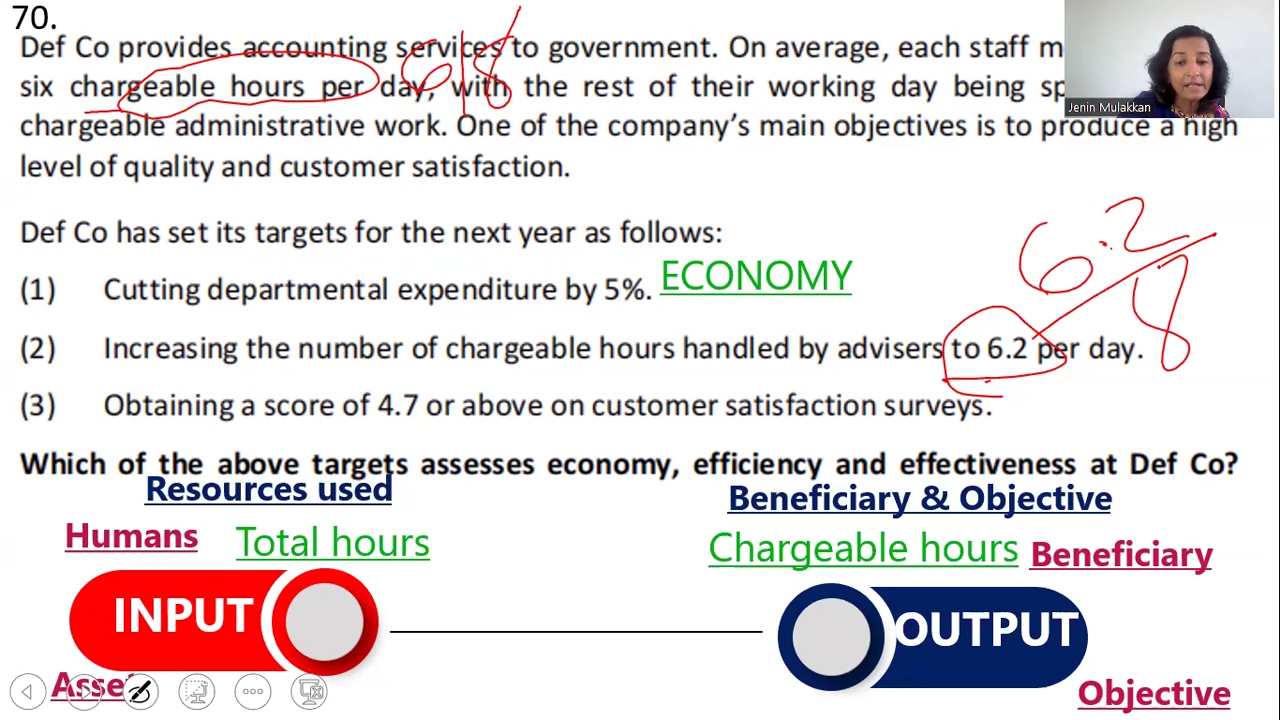 70.
Def Co provides accounting services to government. On average, each staff
six chargeable hours per day, with the rest of their working day being
chargeable administrative work. One of the company's main objectives is to produce a high
level of quality and customer satisfaction.
6/8
Jenin Mulakkan
Def Co has set its targets for the next year as follows:
(1) Cutting departmental expenditure by 5%. ECONOMY
6.2
8
(2) Increasing the number of chargeable hours handled by advisers to 6.2 per day.
(3) Obtaining a score of 4.7 or above on customer satisfaction surveys.
Which of the above targets assesses economy, efficiency and effectiveness at Def Co?
Resources used
Beneficiary & Objective
Humans
Total hours
Chargeable hours
Beneficiary
INPUT
OUTPUT
Objective